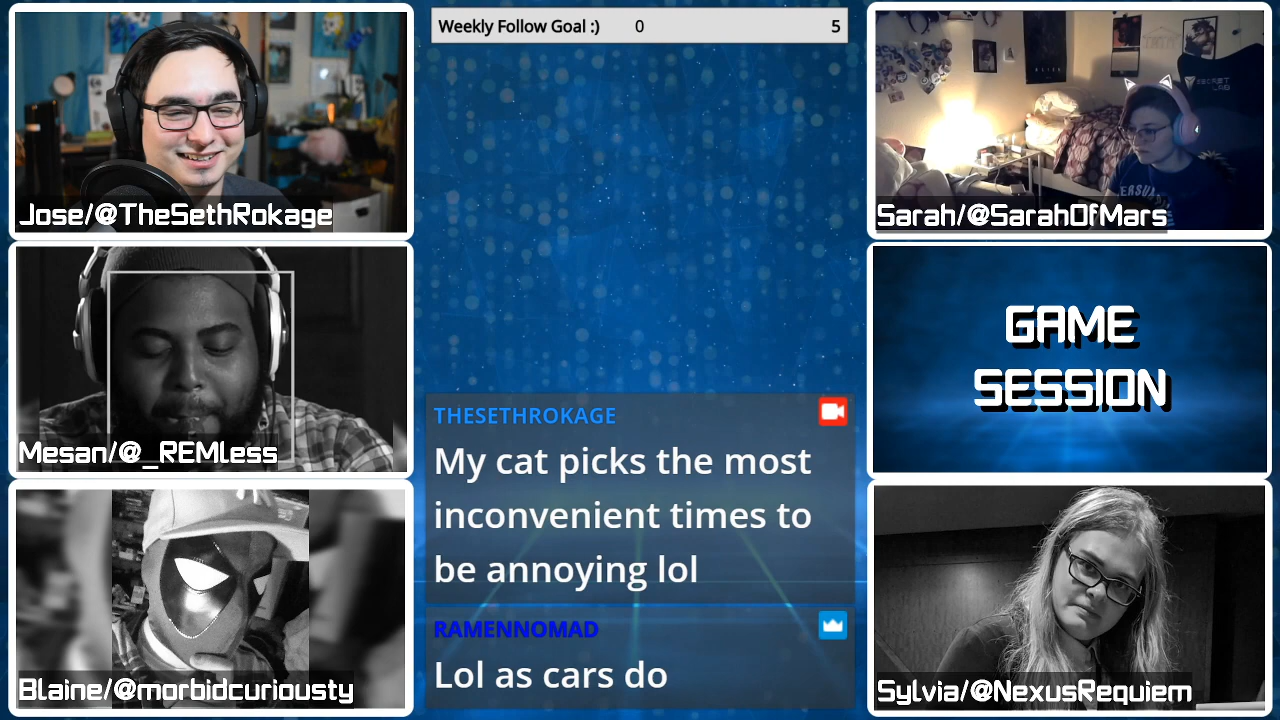 Weekly Follow Goal :) 0 5
Jose/@TheSethRokage
Sarah/@SarahOfMars
Mesan/@_REMless
GAME
SESSION
THESETHROKAGE
My cat picks the most
inconvenient times to
be annoying lol
RAMENNOMAD
Lol as cars do
Blaine/@morbidcuriousty
Sylvia/@NexusRequiem